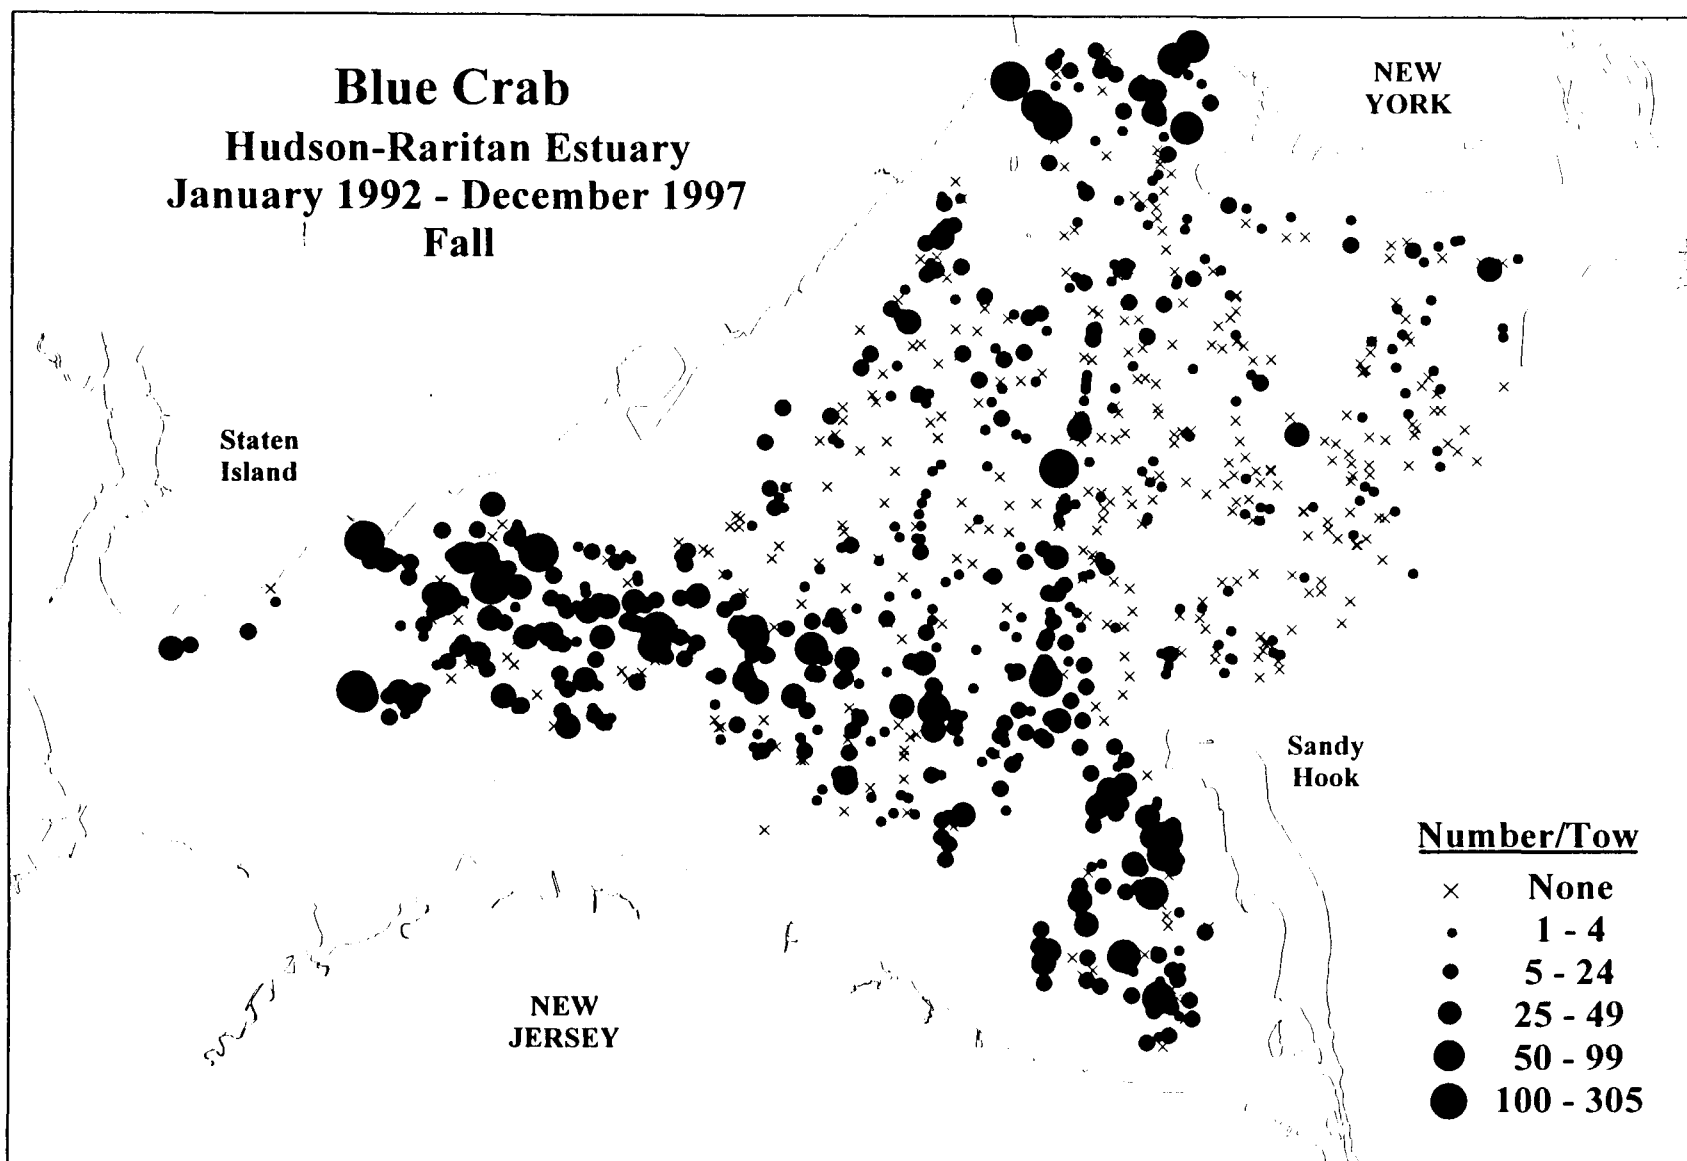 Blue Crab
Hudson-Raritan Estuary
January 1992 - December 1997
Fall
NEW
YORK
Staten
Island
Sandy
Hook
NEW
JERSEY
Number/Tow
None
1 - 4
5 - 24
25 - 49
50 - 99
100 - 305